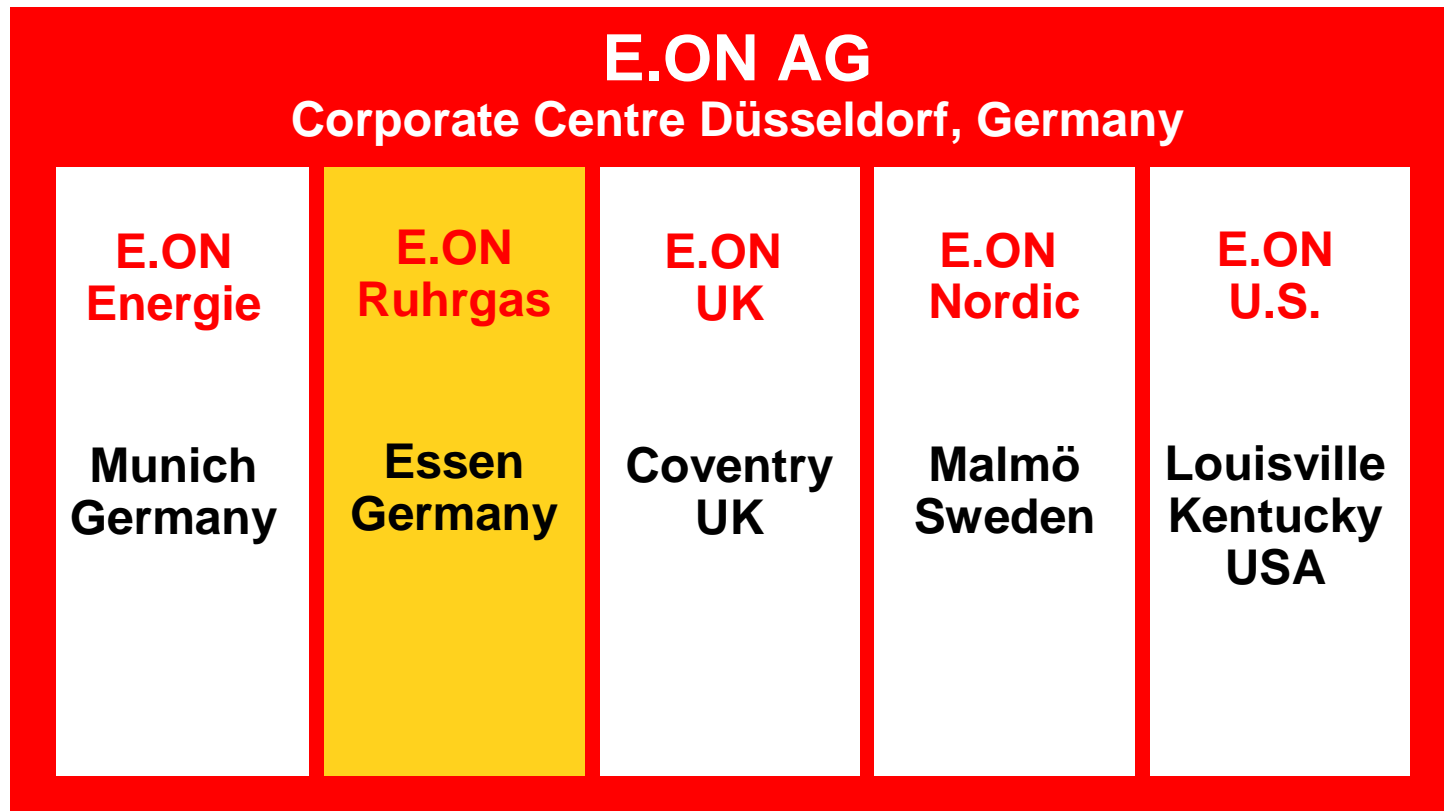 E.ON AG
Corporate Centre Düsseldorf, Germany
E.ON
Energie
Munich
Germany
E.ON
Ruhrgas
Essen
Germany
E.ON
UK
Coventry
UK
E.ON
Nordic
Malmö
Sweden
E.ON
U.S.
Louisville
Kentucky
USA